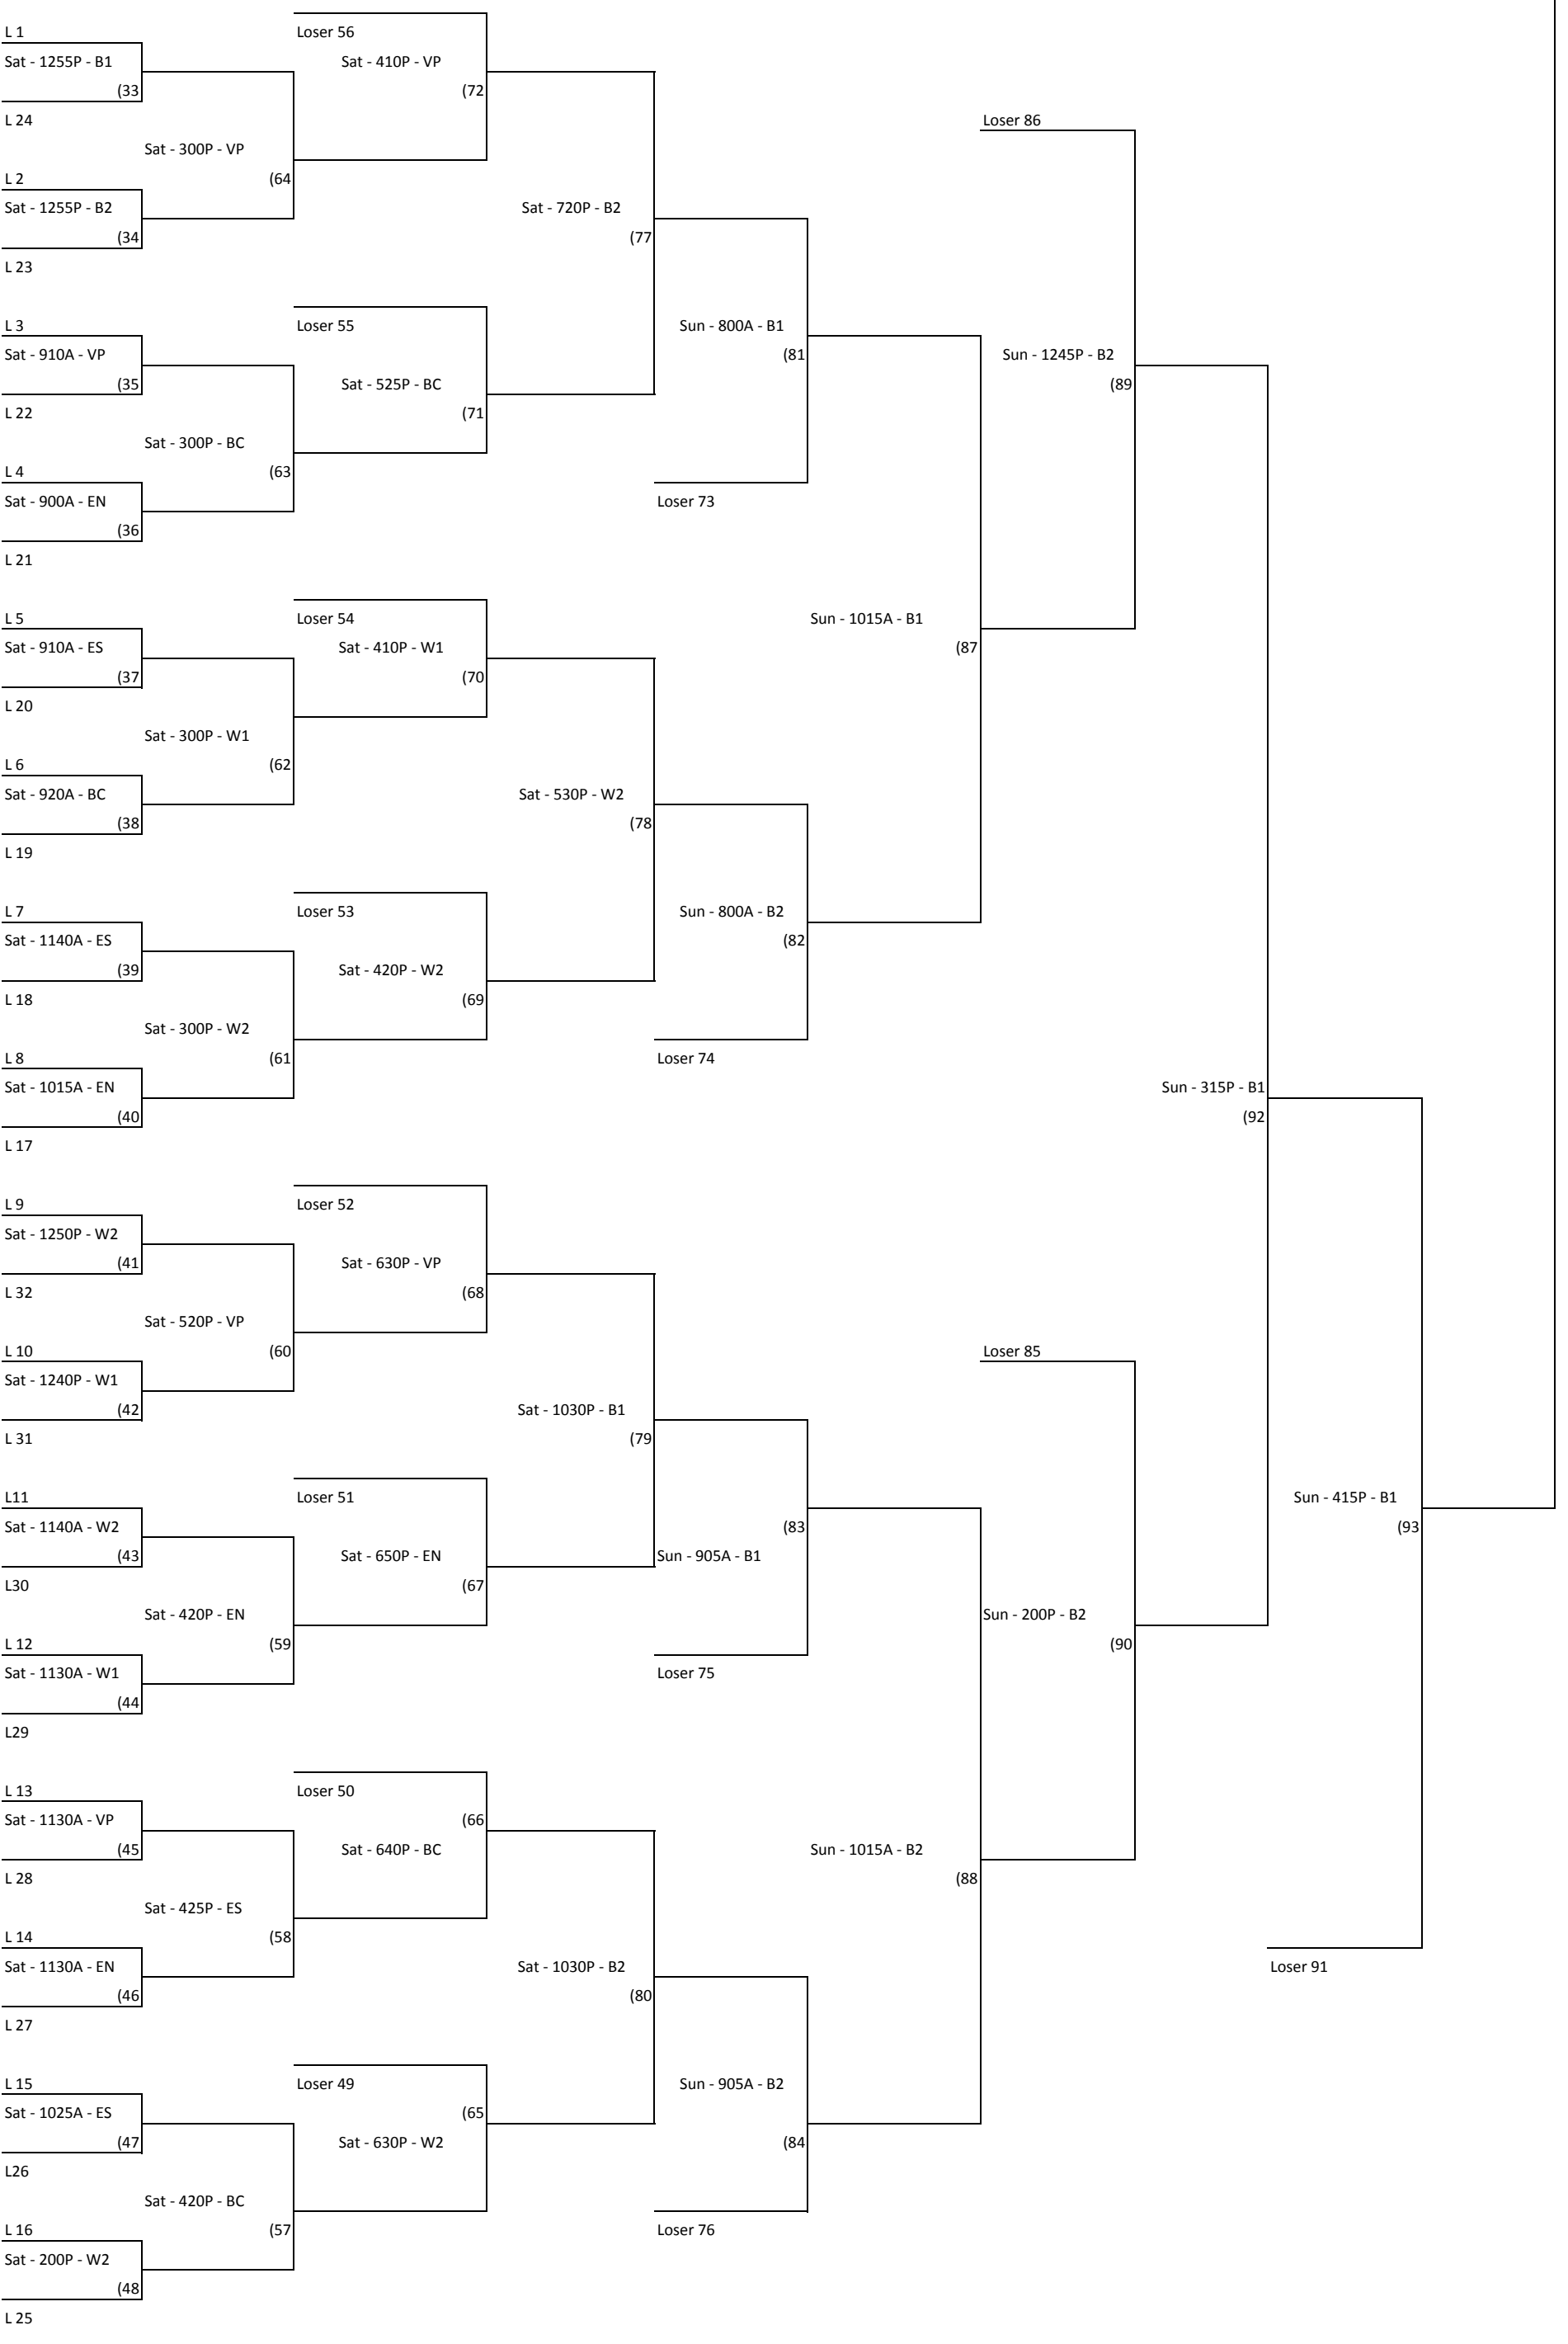 L 1
Loser 56
Sat - 1255P - B1
Sat - 410P - VP
(33
(72
L 24
Loser 86
Sat - 300P - VP
L 2
(64
Sat - 1255P - B2
Sat - 720P - B2
(34
(77
L 23
L 3
Loser 55
Sun - 800A - B1
Sat - 910A - VP
(81
Sun - 1245P - B2
(35
Sat - 525P - BC
(89
L 22
(71
Sat - 300P - BC
L 4
(63
Sat - 900A - EN
Loser 73
(36
L 21
L 5
Loser 54
Sun - 1015A - B1
Sat - 910A - ES
Sat - 410P - W1
(87
(37
(70
L 20
Sat - 300P - W1
L 6
(62
Sat - 920A - BC
Sat - 530P - W2
(38
(78
L 19
L 7
Loser 53
Sun - 800A - B2
Sat - 1140A - ES
(82
(39
Sat - 420P - W2
L 18
(69
Sat - 300P - W2
L 8
(61
Loser 74
Sat - 1015A - EN
Sun - 315P - B1
(40
(92
L 17
L 9
Loser 52
Sat - 1250P - W2
(41
Sat - 630P - VP
L 32
(68
Sat - 520P - VP
L 10
(60
Loser 85
Sat - 1240P - W1
(42
Sat - 1030P - B1
L 31
(79
L11
Loser 51
Sun - 415P - B1
Sat - 1140A - W2
(83
(93
(43
Sat - 650P - EN
Sun - 905A - B1
L30
(67
Sat - 420P - EN
Sun - 200P - B2
L 12
(59
(90
Sat - 1130A - W1
Loser 75
(44
L29
L 13
Loser 50
Sat - 1130A - VP
(66
(45
Sat - 640P - BC
Sun - 1015A - B2
L 28
(88
Sat - 425P - ES
L 14
(58
Sat - 1130A - EN
Sat - 1030P - B2
Loser 91
(46
(80
L 27
L 15
Loser 49
Sun - 905A - B2
Sat - 1025A - ES
(65
(47
Sat - 630P - W2
(84
L26
Sat - 420P - BC
L 16
(57
Loser 76
Sat - 200P - W2
(48
L 25